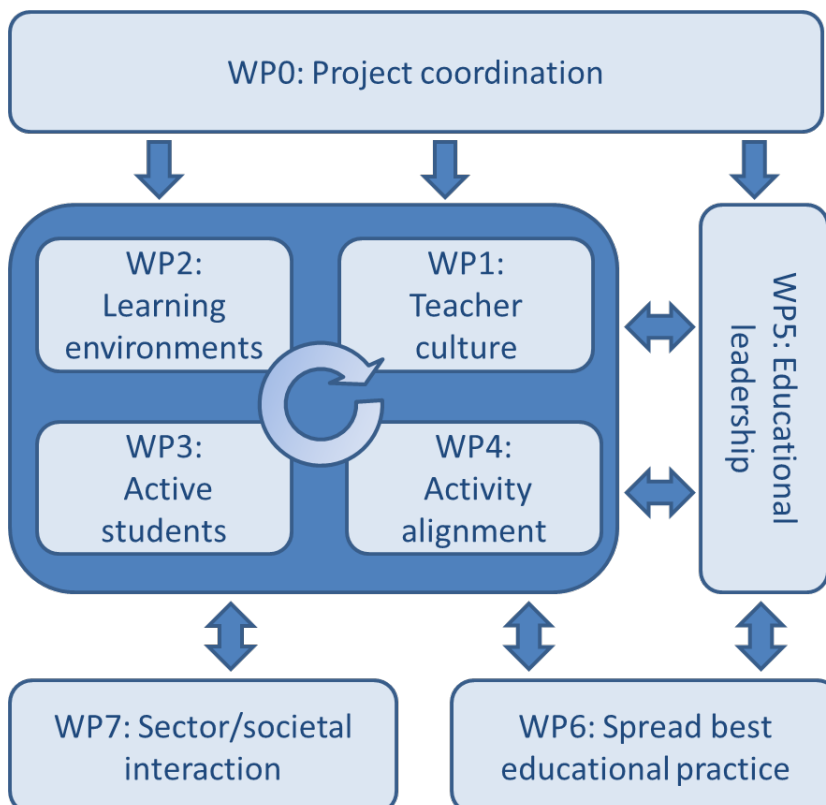 WP0: Project coordination
WP2:
Learning
environments
WP1:
Teacher
culture
WP3:
Active
students
WP4:
Activity
alignment
WP5: Educational
leadership
WP7: Sector/societal
interaction
WP6: Spread best
educational practice